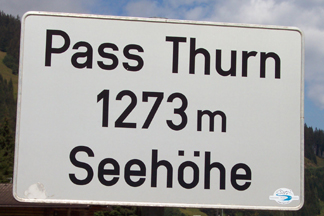 Pass Thurn
1273 m
Seehöhe